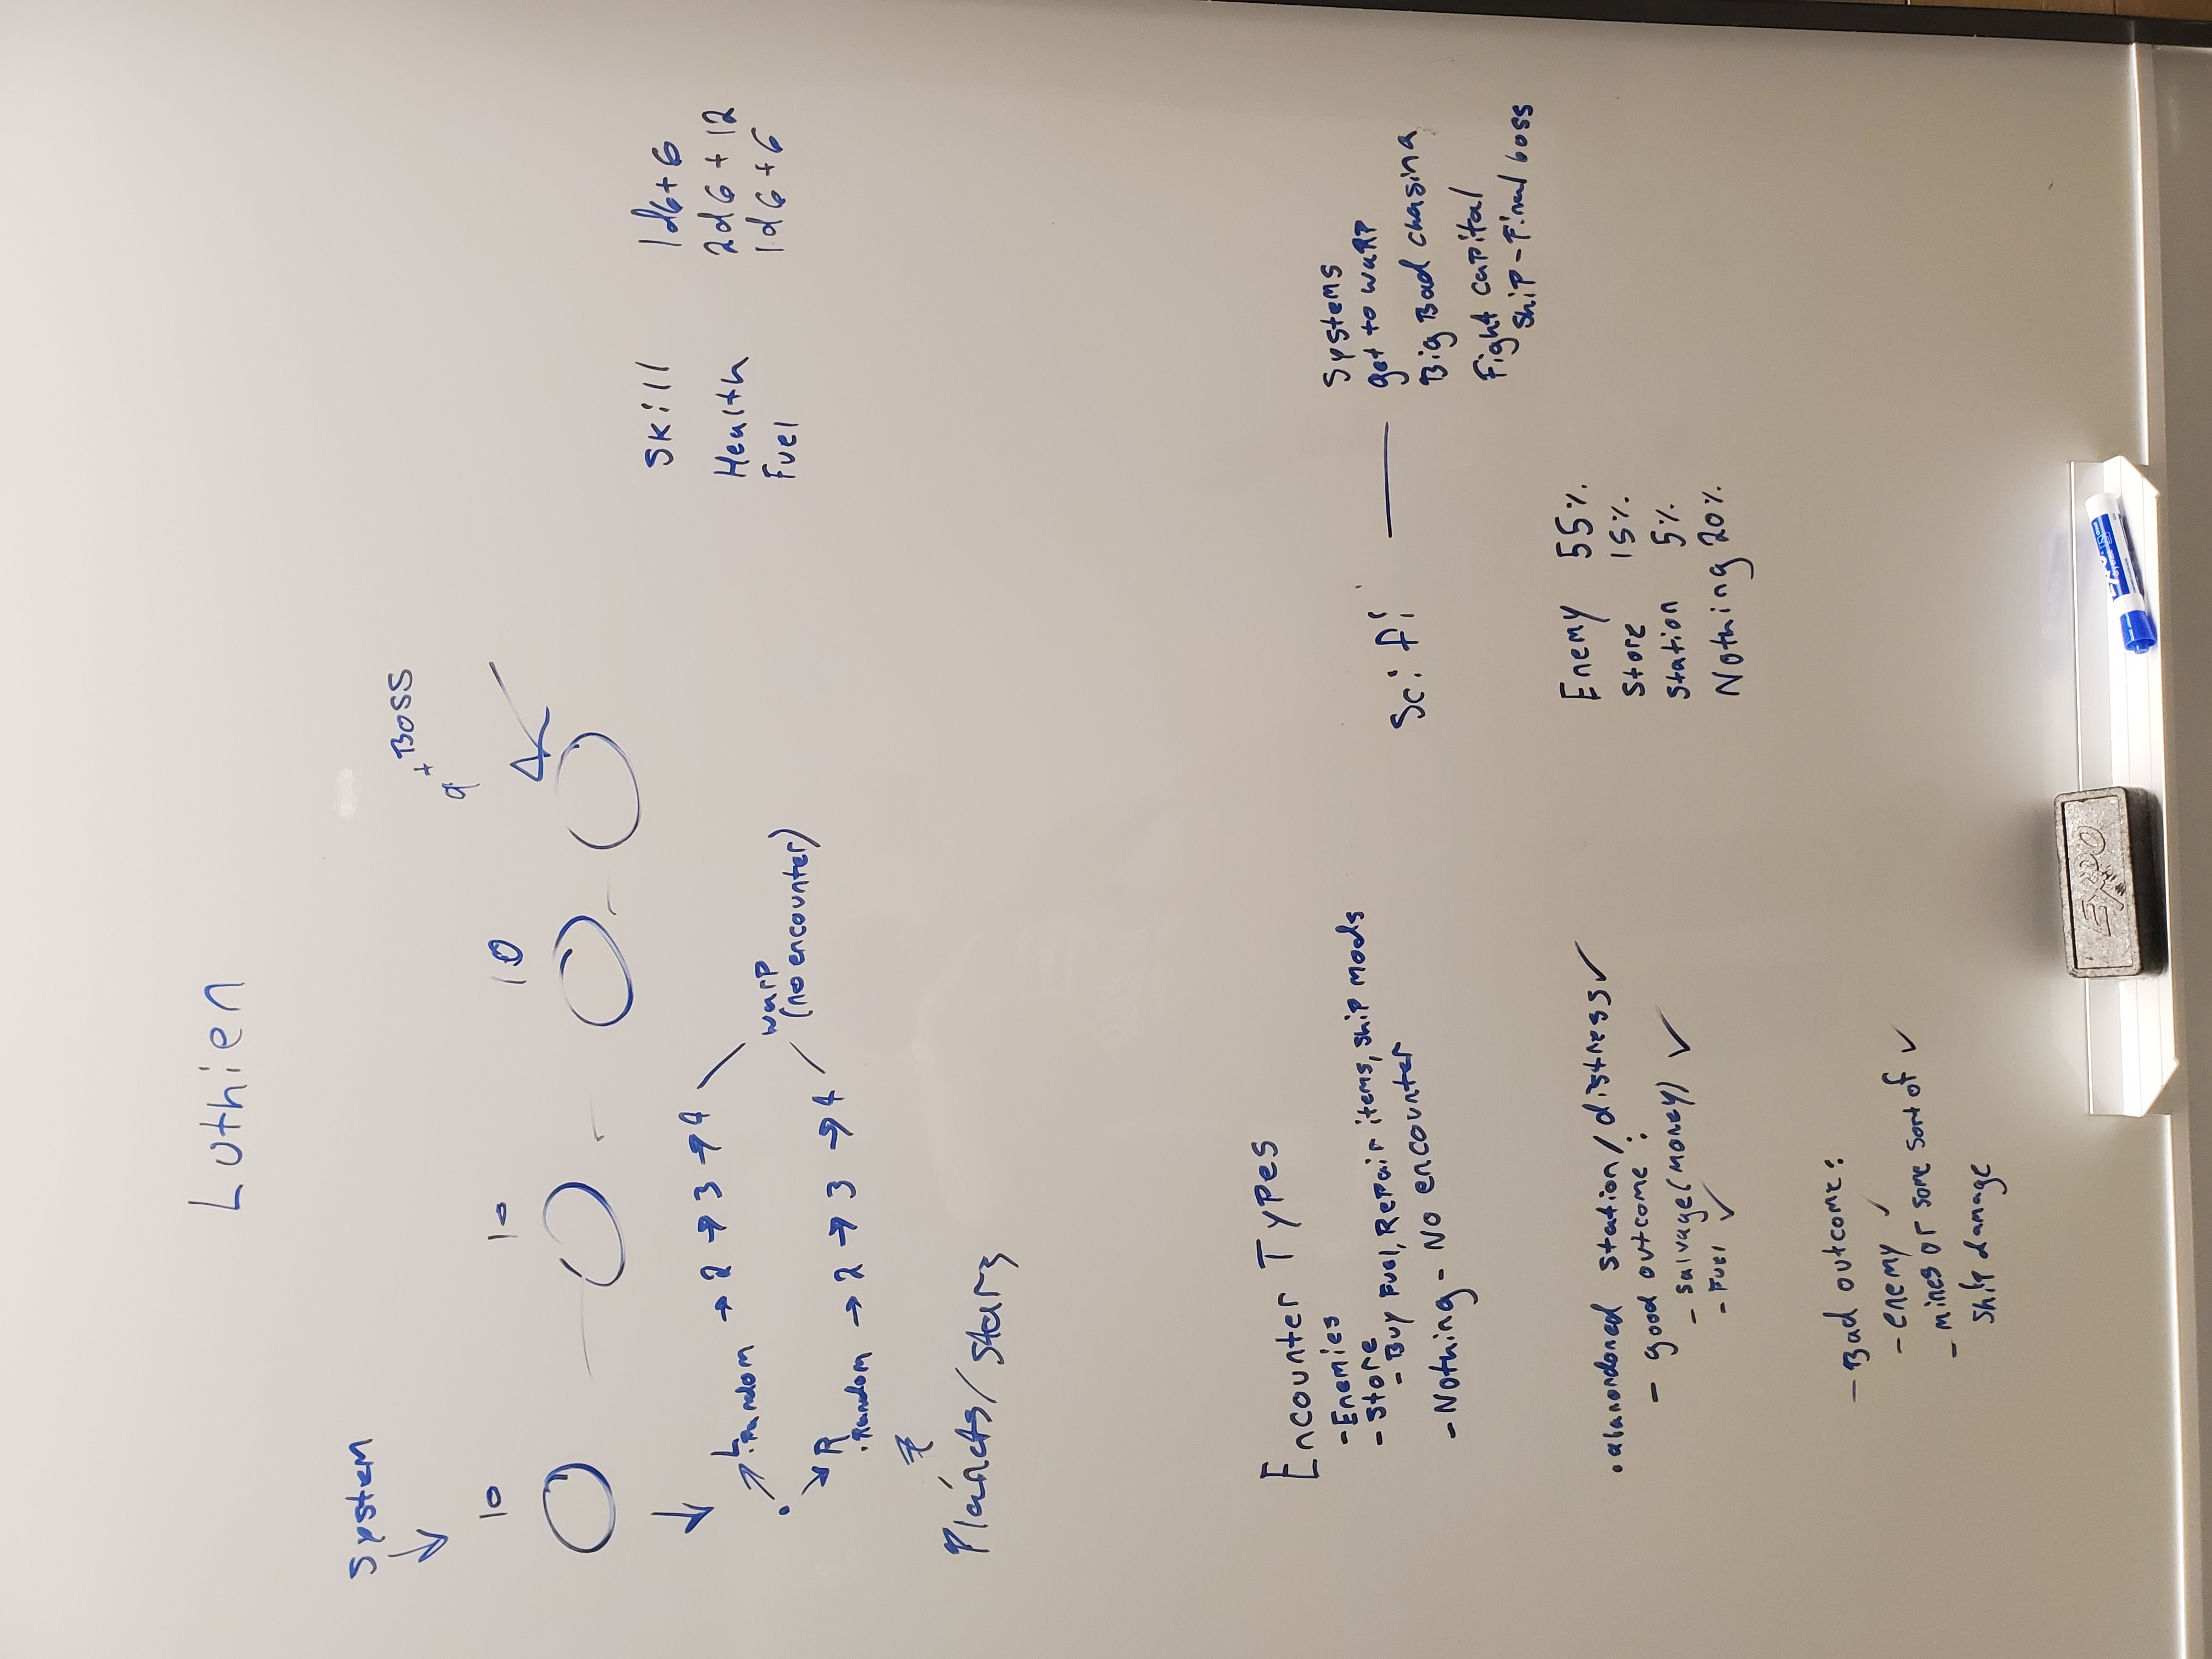 Luthien
System
10 10 10 9 + Boss
L
.Random → 2 → 3 → 4
warp
(no encounter)
R
.Random → 2 → 3 → 4
Planets/Stars
Skill 1d6+6
Health 2d6+12
Fuel 1d6+6
Encounter Types
- Enemies
- Store
- Buy Fuel, Repair items, ship mods
- Nothing - No encounter
Sci fi
Systems
get to warp
Big Bad chasing
Fight capital
ship - Final boss
• abanordoned station/distress ✓
- good outcome:
- salvage(money) ✓
- Fuel ✓
- Bad outcome:
- enemy ✓
- mines or some sort of ✓
ship damage
Enemy 55%
Store 15%
Station 5%
Nothing 20%
EXPO
EXPO
dry erase